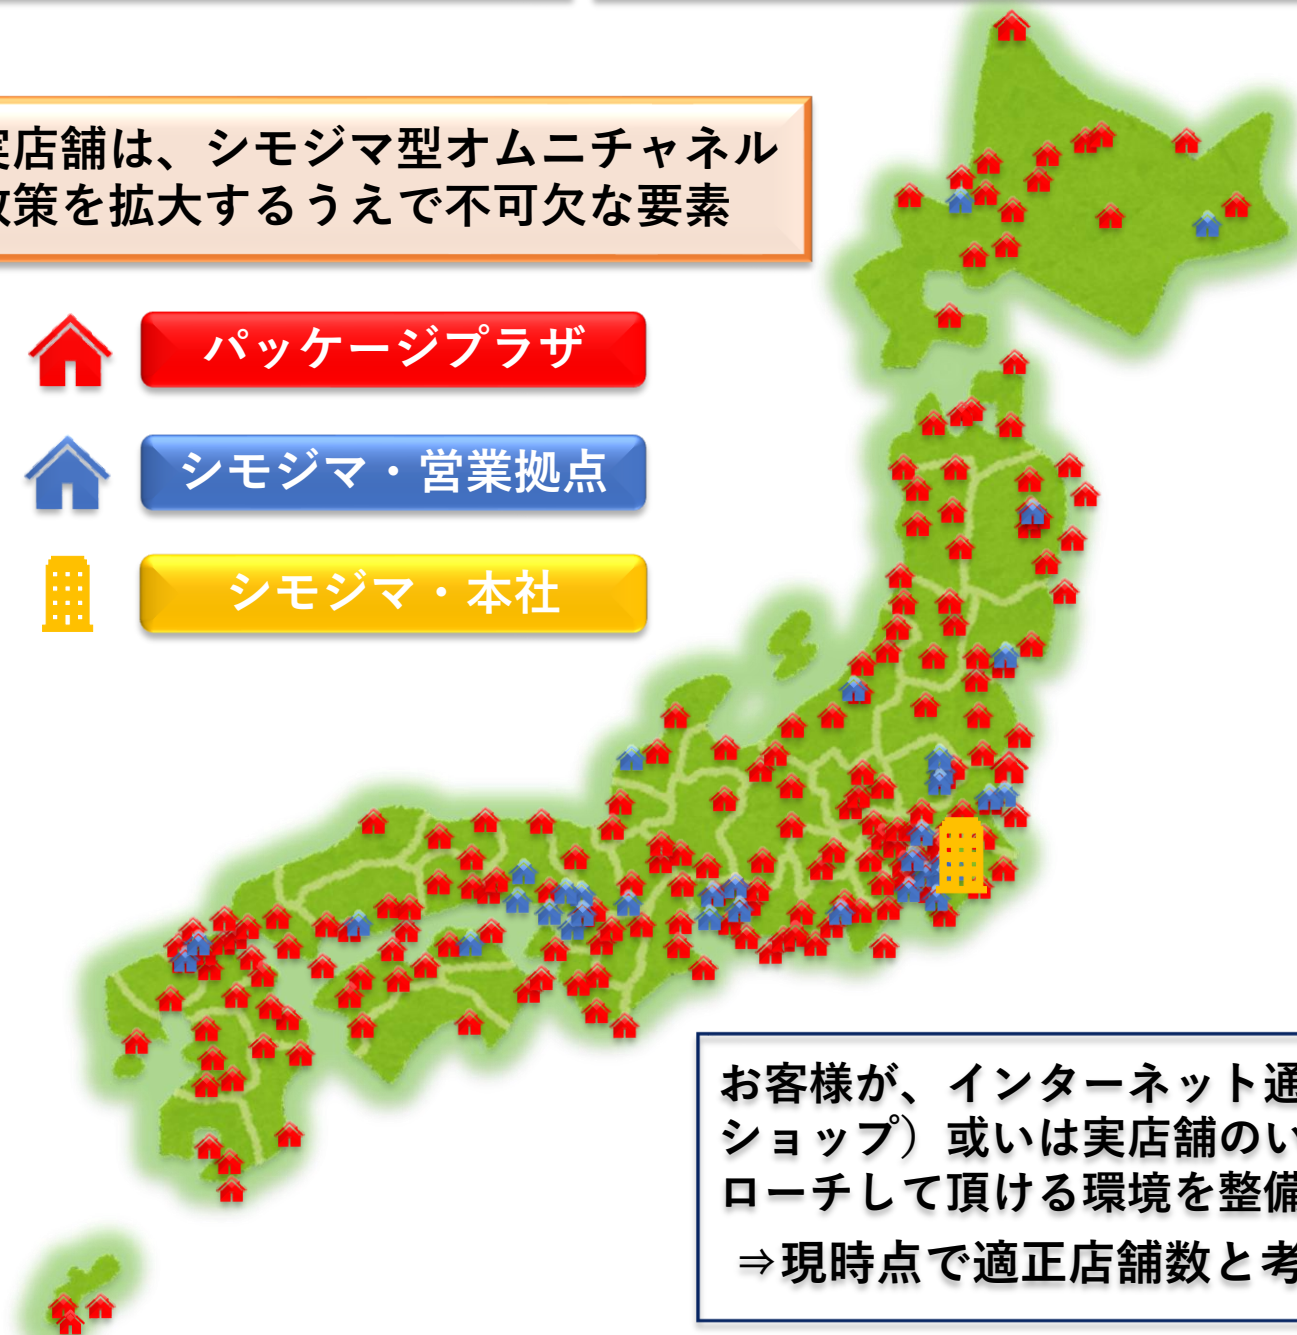 店舗は、シモジマ型オムニチャネル
策を拡大するうえで不可欠な要素
パッケージプラザ
シモジマ・営業拠点
シモジマ・本社
お客様が、インターネット通
ショップ）或いは実店舗のい
ローチして頂ける環境を整備
⇒現時点で適正店舗数と考